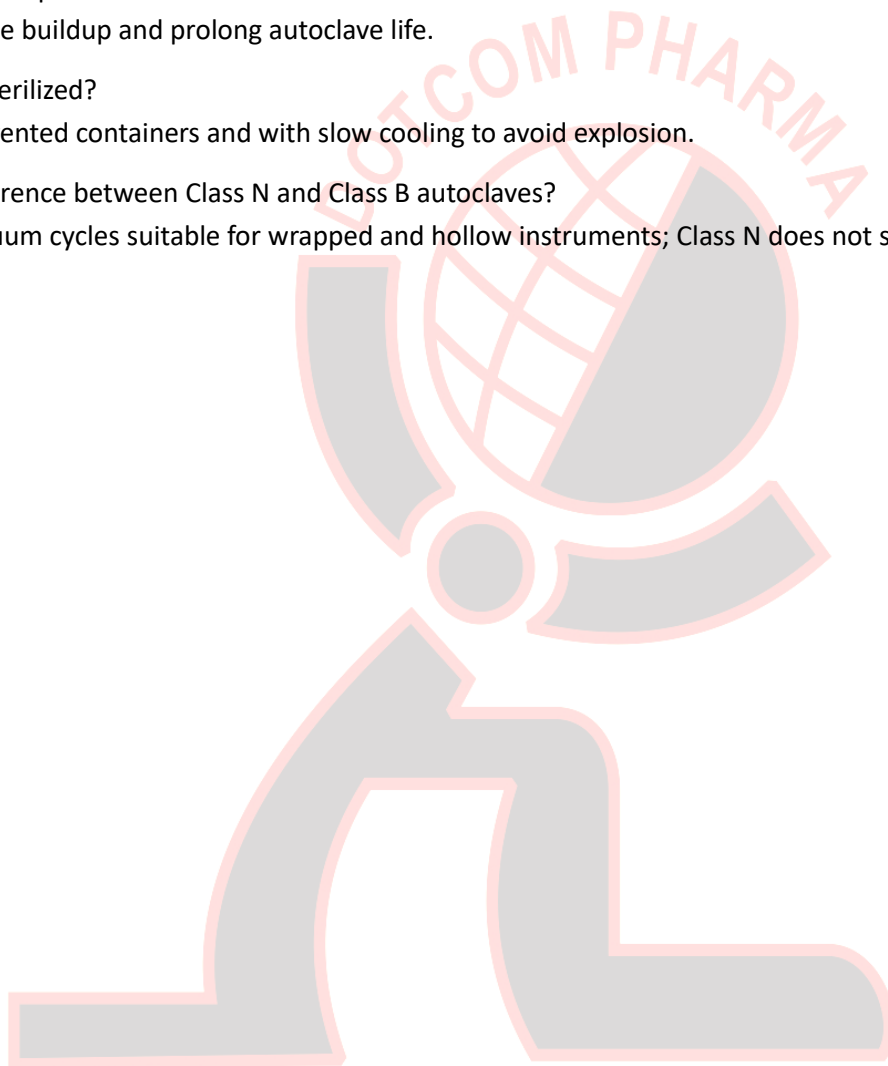 e buildup and prolong autoclave life.
erilized?
ented containers and with slow cooling to avoid explosion.
rence between Class N and Class B autoclaves?
um cycles suitable for wrapped and hollow instruments; Class N does not s
DOTCOM PHARMA